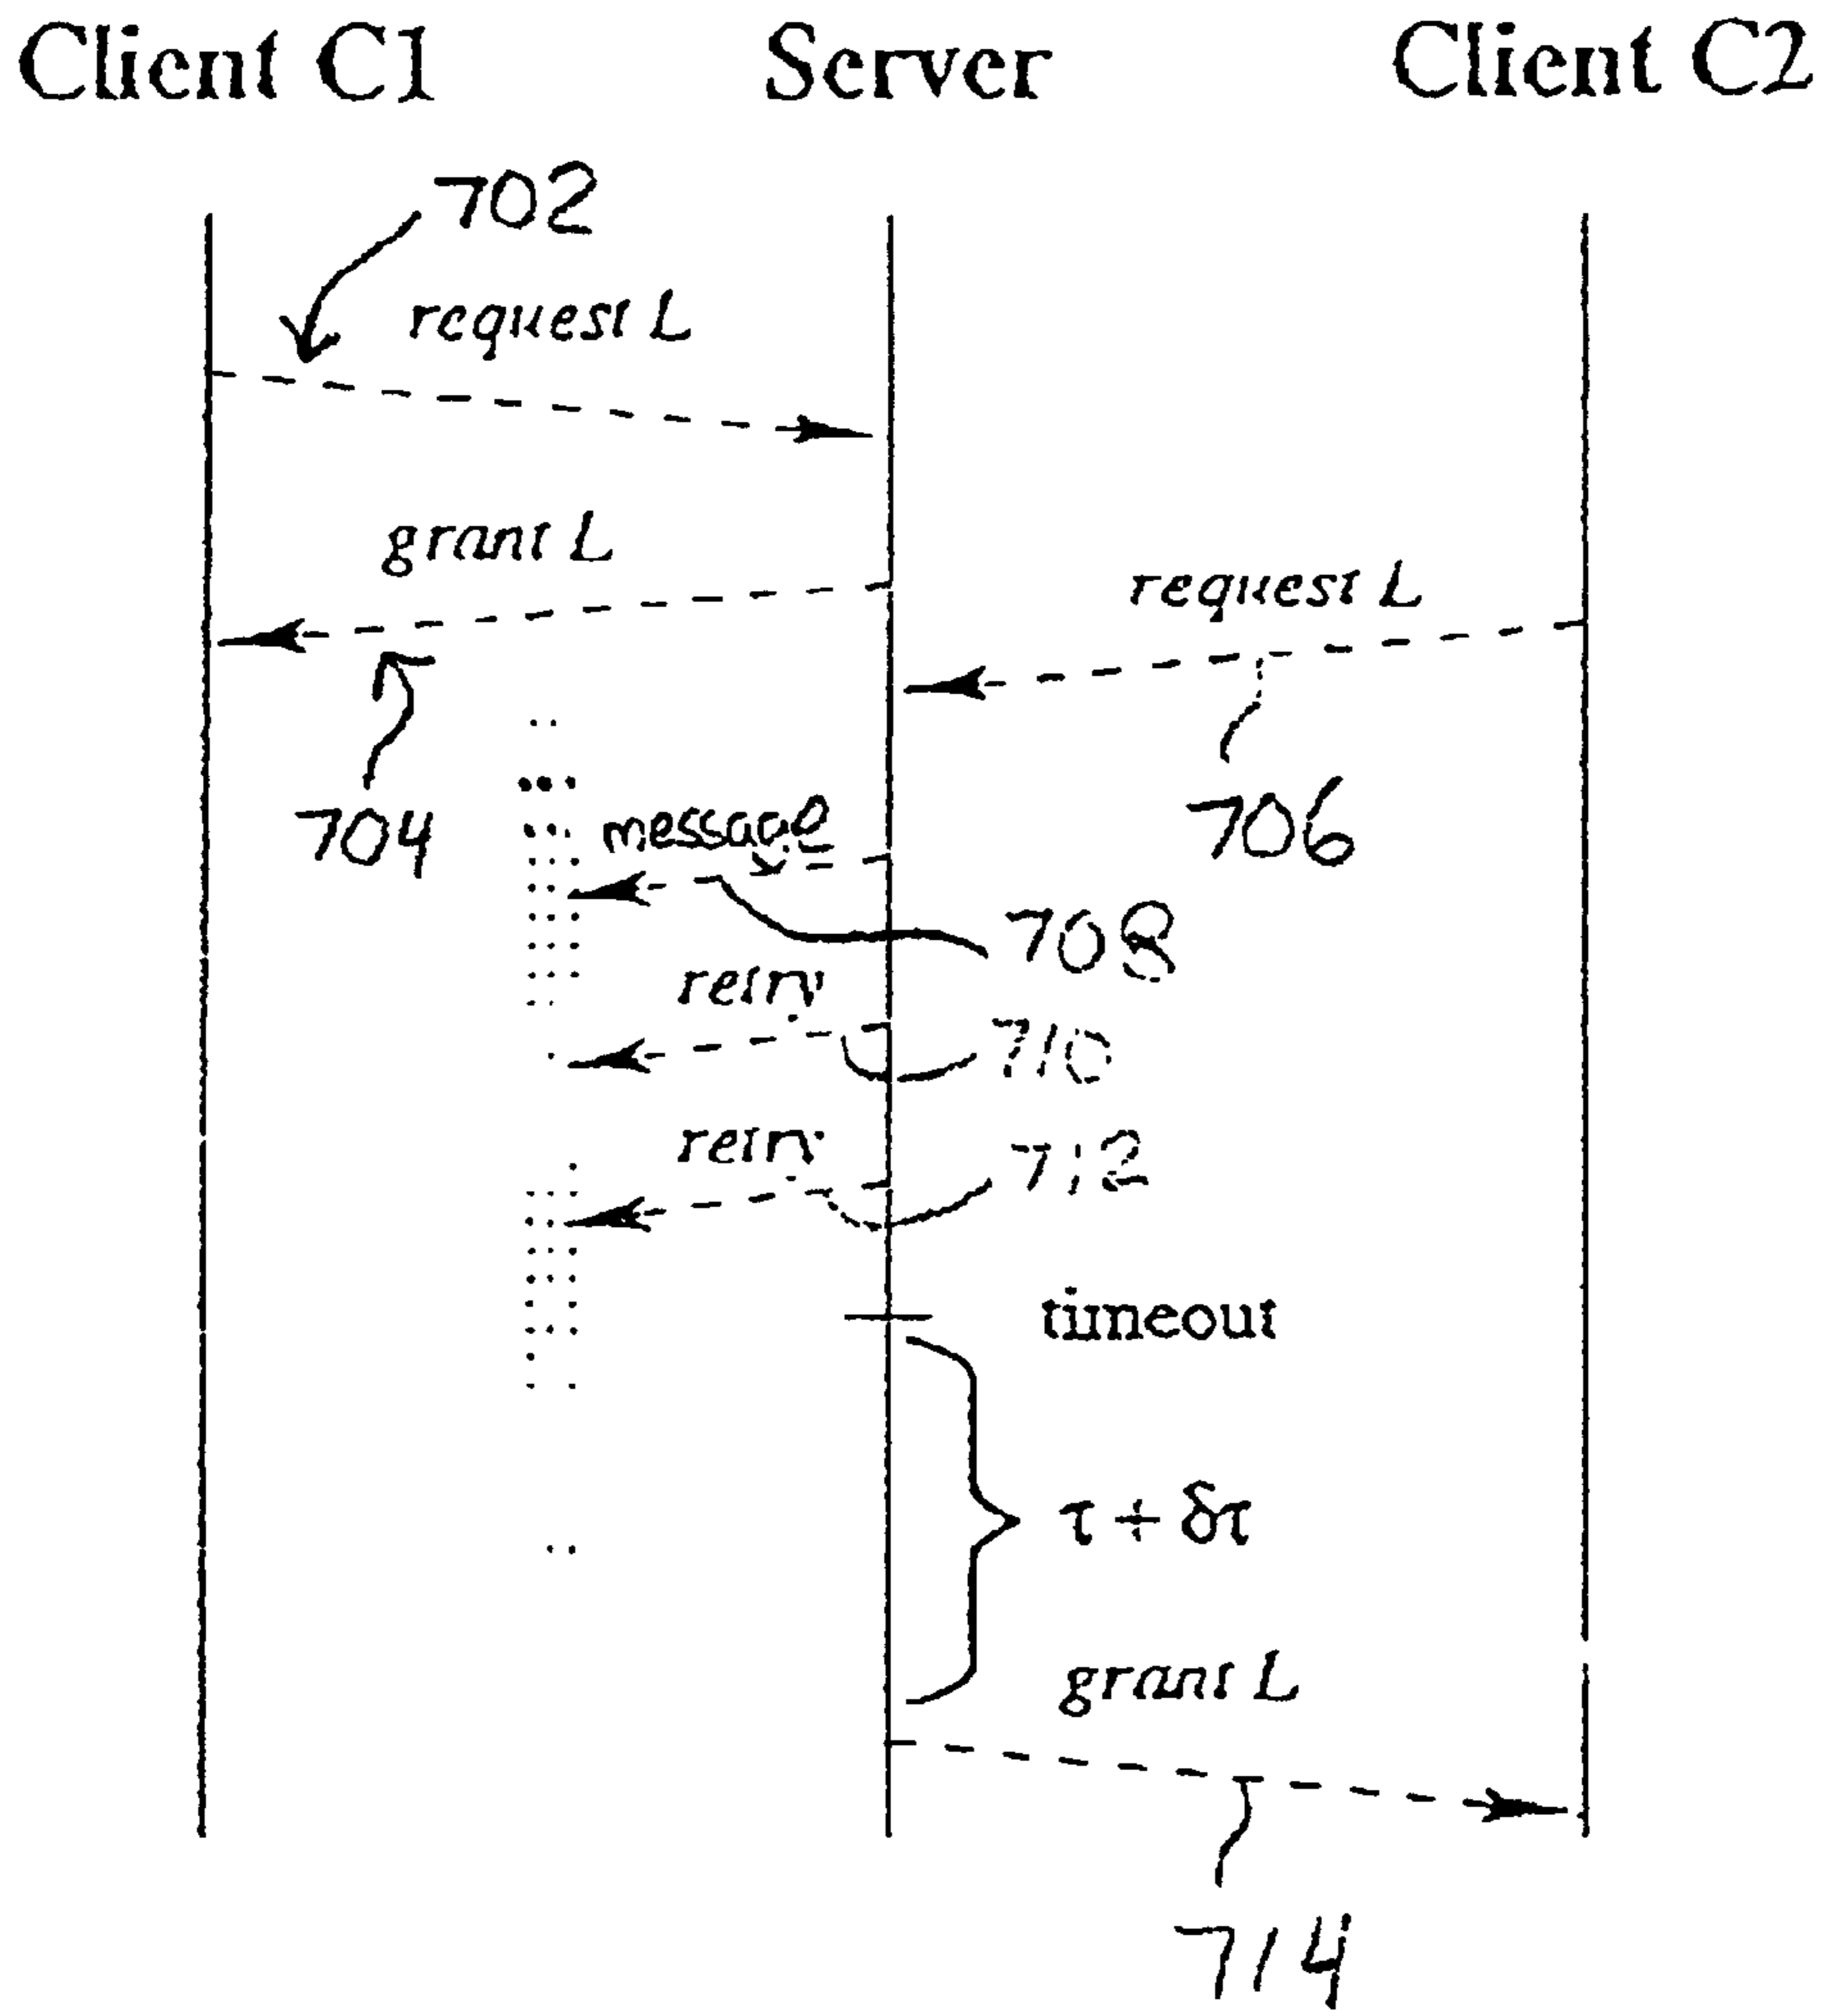 Client C1 Server Client C2
702
request L
grant L
request L
704
message
706
708
retry
710
retry
712
timeout
τ + δτ
grant L
714